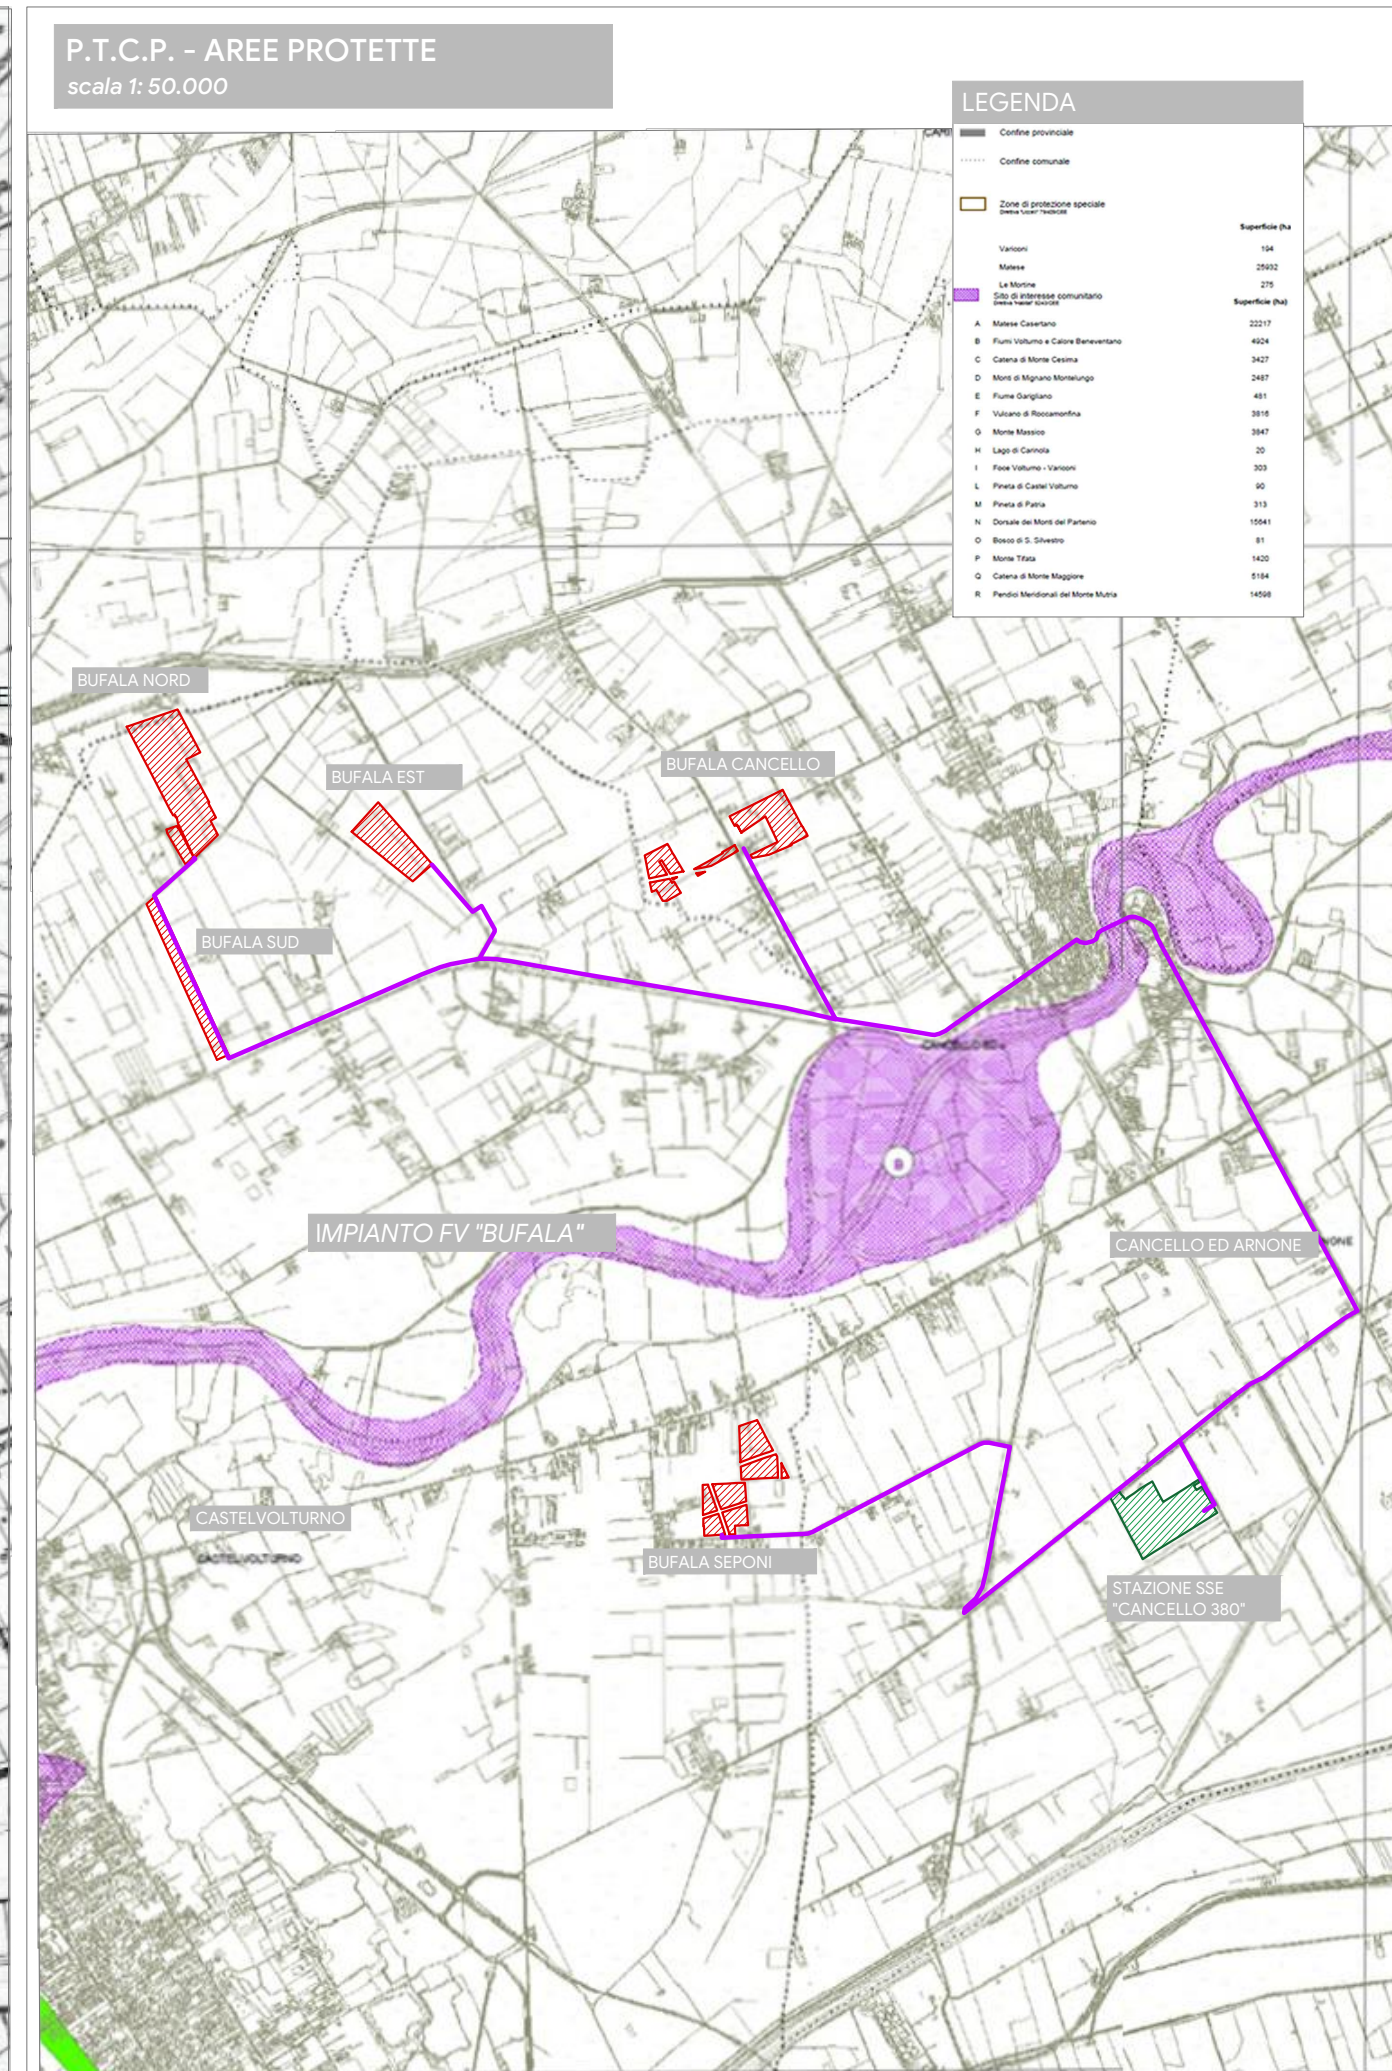 P.T.C.P. - AREE PROTETTE
scala 1: 50.000
LEGENDA
Confine provinciale
Confine comunale
Zone di protezione speciale
Superficie (ha
Variconi 194
Matese 25932
Le Mortine 275
Sito di interesse comunitario
Superficie (ha)
A Matese Casertano 22217
B Fiumi Volturno e Calore Beneventano 4924
C Catena di Monte Cesima 3427
D Monti di Mignano Montelungo 2487
E Fiume Garigliano 481
F Vulcano di Roccamonfina 3816
G Monte Massico 3847
H Lago di Carinola 20
I Foce Volturno - Variconi 303
L Pineta di Castel Volturno 90
M Pineta di Patria 313
N Dorsale dei Monti del Partenio 15641
O Bosco di S. Silvestro 81
P Monte Tifata 1420
Q Catena di Monte Maggiore 5184
R Pendici Meridionali del Monte Mutria 14598
BUFALA NORD
BUFALA EST
BUFALA CANCELLO
BUFALA SUD
CANCELLO ED
B
IMPIANTO FV "BUFALA"
CANCELLO ED ARNONE
NONE
CASTELVOLTURNO
CASTELVOLTURNO
BUFALA SEPONI
STAZIONE SSE
"CANCELLO 380"